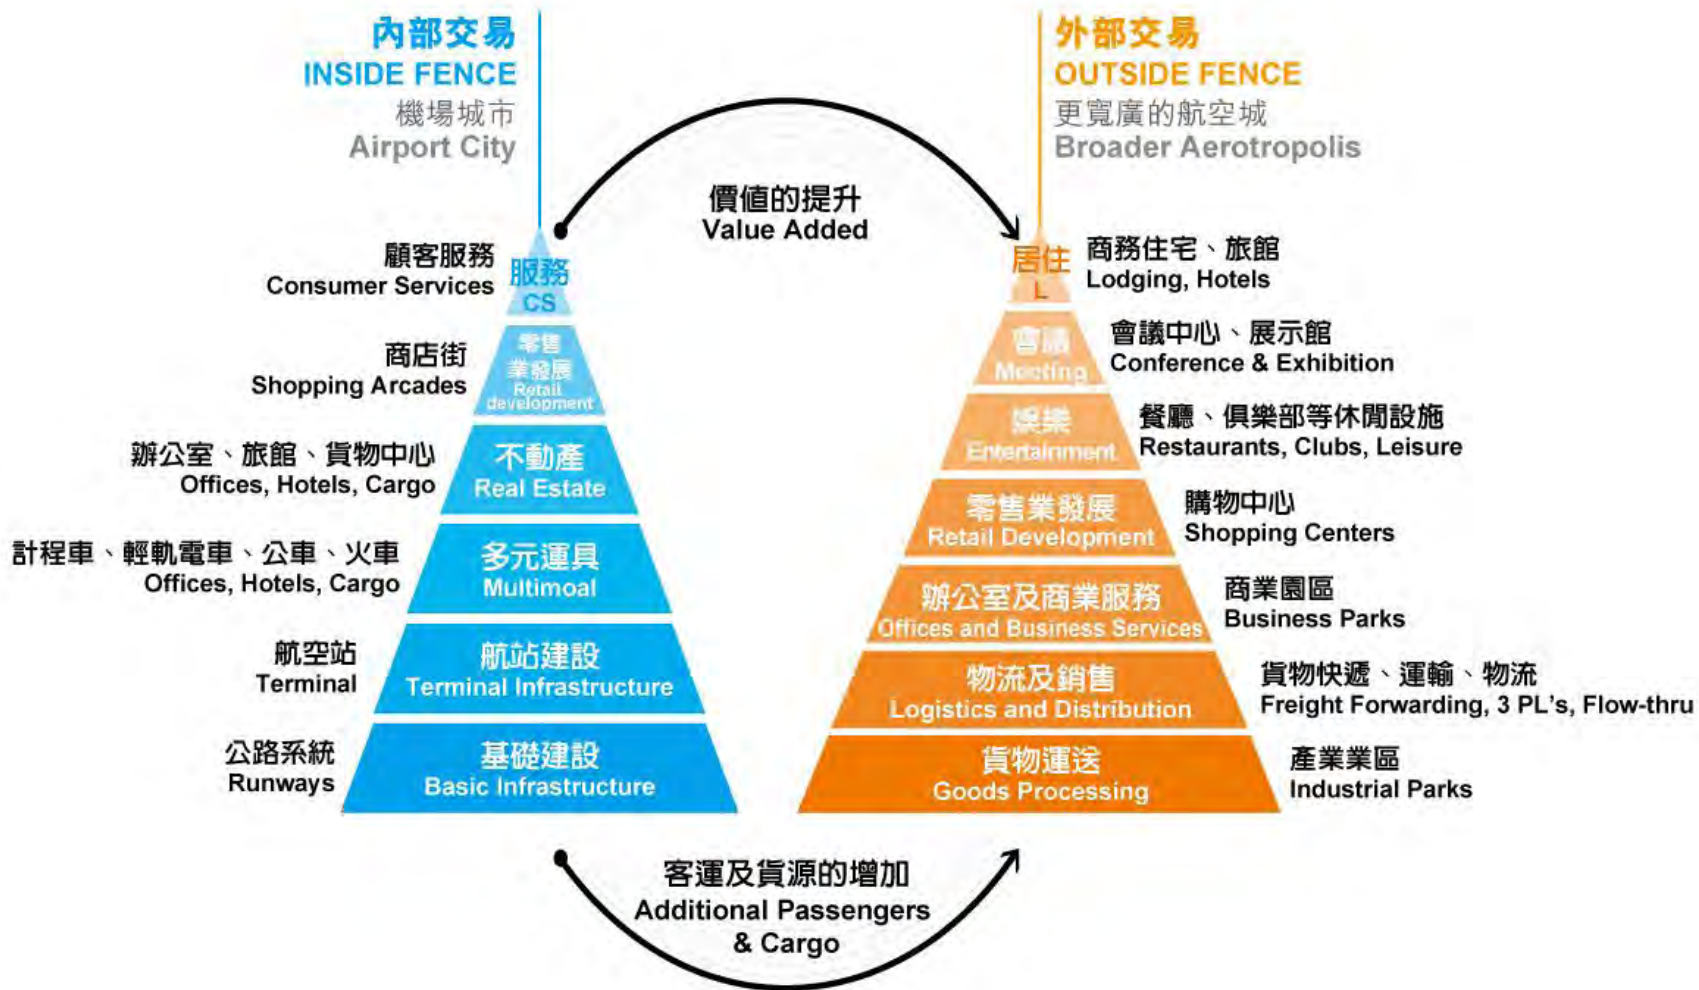 內部交易
INSIDE FENCE
機場城市
Airport City
外部交易
OUTSIDE FENCE
更寬廣的航空城
Broader Aerotropolis
價值的提升
Value Added
顧客服務
Consumer Services
服務
CS
商店街
Shopping Arcades
零售
業發展
Retail
development
辦公室、旅館、貨物中心
Offices, Hotels, Cargo
不動產
Real Estate
計程車、輕軌電車、公車、火車
Offices, Hotels, Cargo
多元運具
Multimoal
航空站
Terminal
航站建設
Terminal Infrastructure
公路系統
Runways
基礎建設
Basic Infrastructure
居住
L
商務住宅、旅館
Lodging, Hotels
會議
Meeting
會議中心、展示館
Conference & Exhibition
娛樂
Entertainment
餐廳、俱樂部等休閒設施
Restaurants, Clubs, Leisure
零售業發展
Retail Development
購物中心
Shopping Centers
辦公室及商業服務
Offices and Business Services
商業園區
Business Parks
物流及銷售
Logistics and Distribution
貨物快遞、運輸、物流
Freight Forwarding, 3 PL's, Flow-thru
貨物運送
Goods Processing
產業業區
Industrial Parks
客運及貨源的增加
Additional Passengers
& Cargo